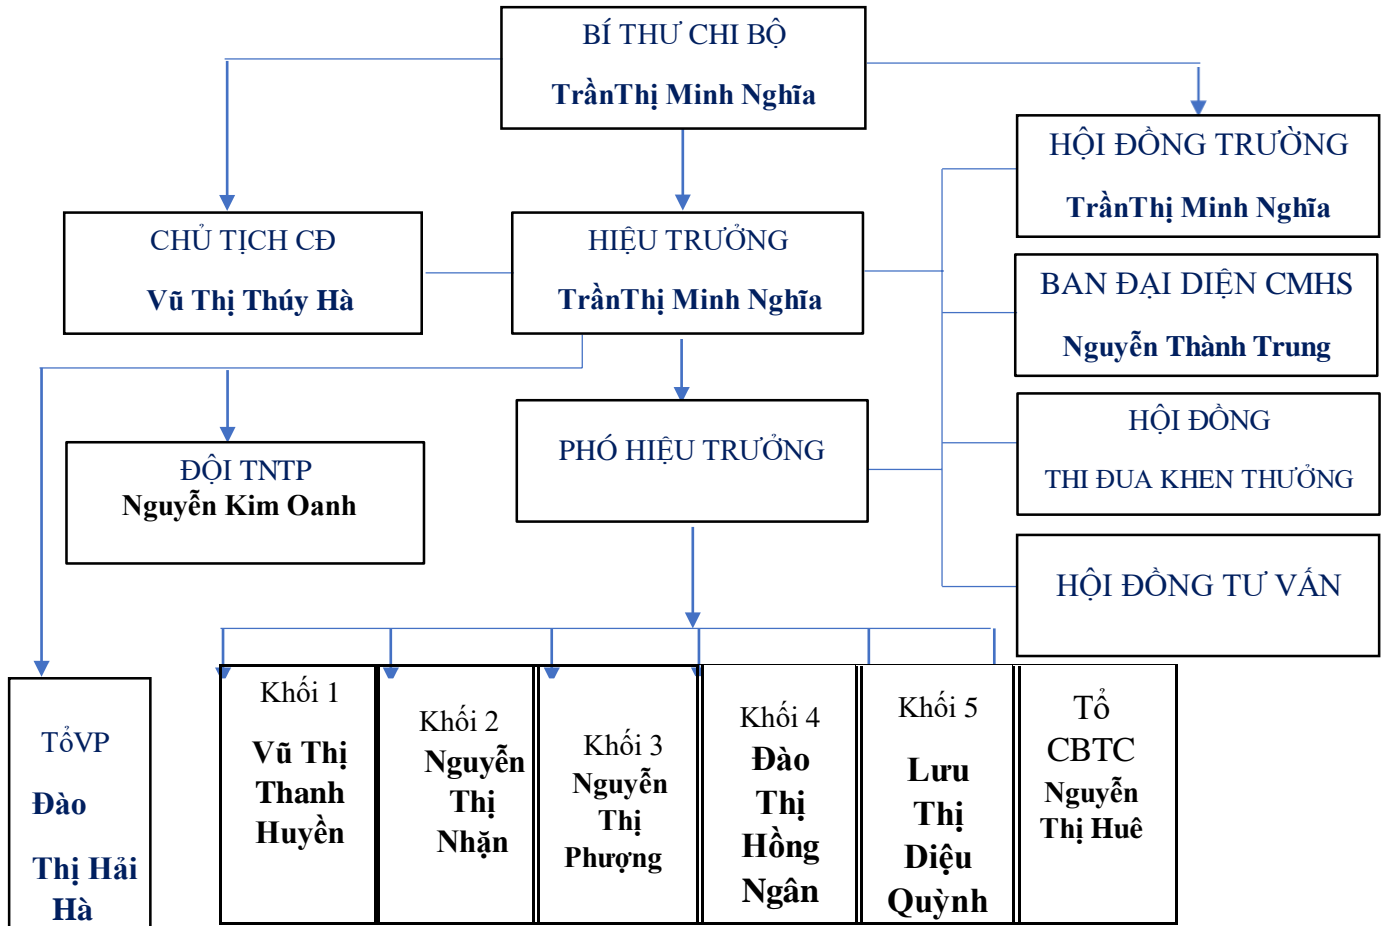 BÍ THƯ CHI BỘ
TrầnThị Minh Nghĩa
HỘI ĐỒNG TRƯỜNG
TrầnThị Minh Nghĩa
CHỦ TỊCH CĐ
Vũ Thị Thúy Hà
HIỆU TRƯỞNG
TrầnThị Minh Nghĩa
BAN ĐẠI DIỆN CMHS
Nguyễn Thành Trung
ĐỘI TNTP
Nguyễn Kim Oanh
PHÓ HIỆU TRƯỞNG
HỘI ĐỒNG
THI ĐUA KHEN THƯỞNG
HỘI ĐỒNG TƯ VẤN
TổVP
Đào
Thị Hải
Hà
Khối 1
Vũ Thị
Thanh
Huyền
Khối 2
Nguyễn
Thị
Nhặn
Khối 3
Nguyễn
Thị
Phượng
Khối 4
Đào
Thị
Hồng
Ngân
Khối 5
Lưu
Thị
Diệu
Quỳnh
Tổ
CBTC
Nguyễn
Thị Huê